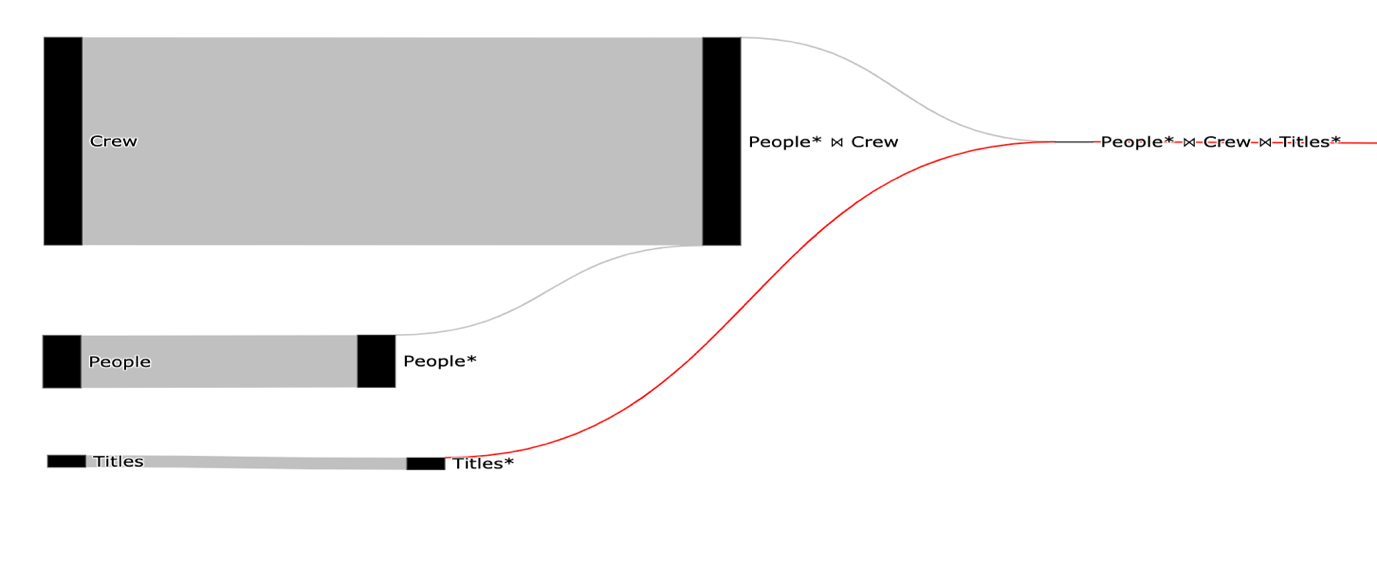 Crew
People* ⋈ Crew
People* ⋈ Crew ⋈ Titles*
People
People*
Titles
Titles*